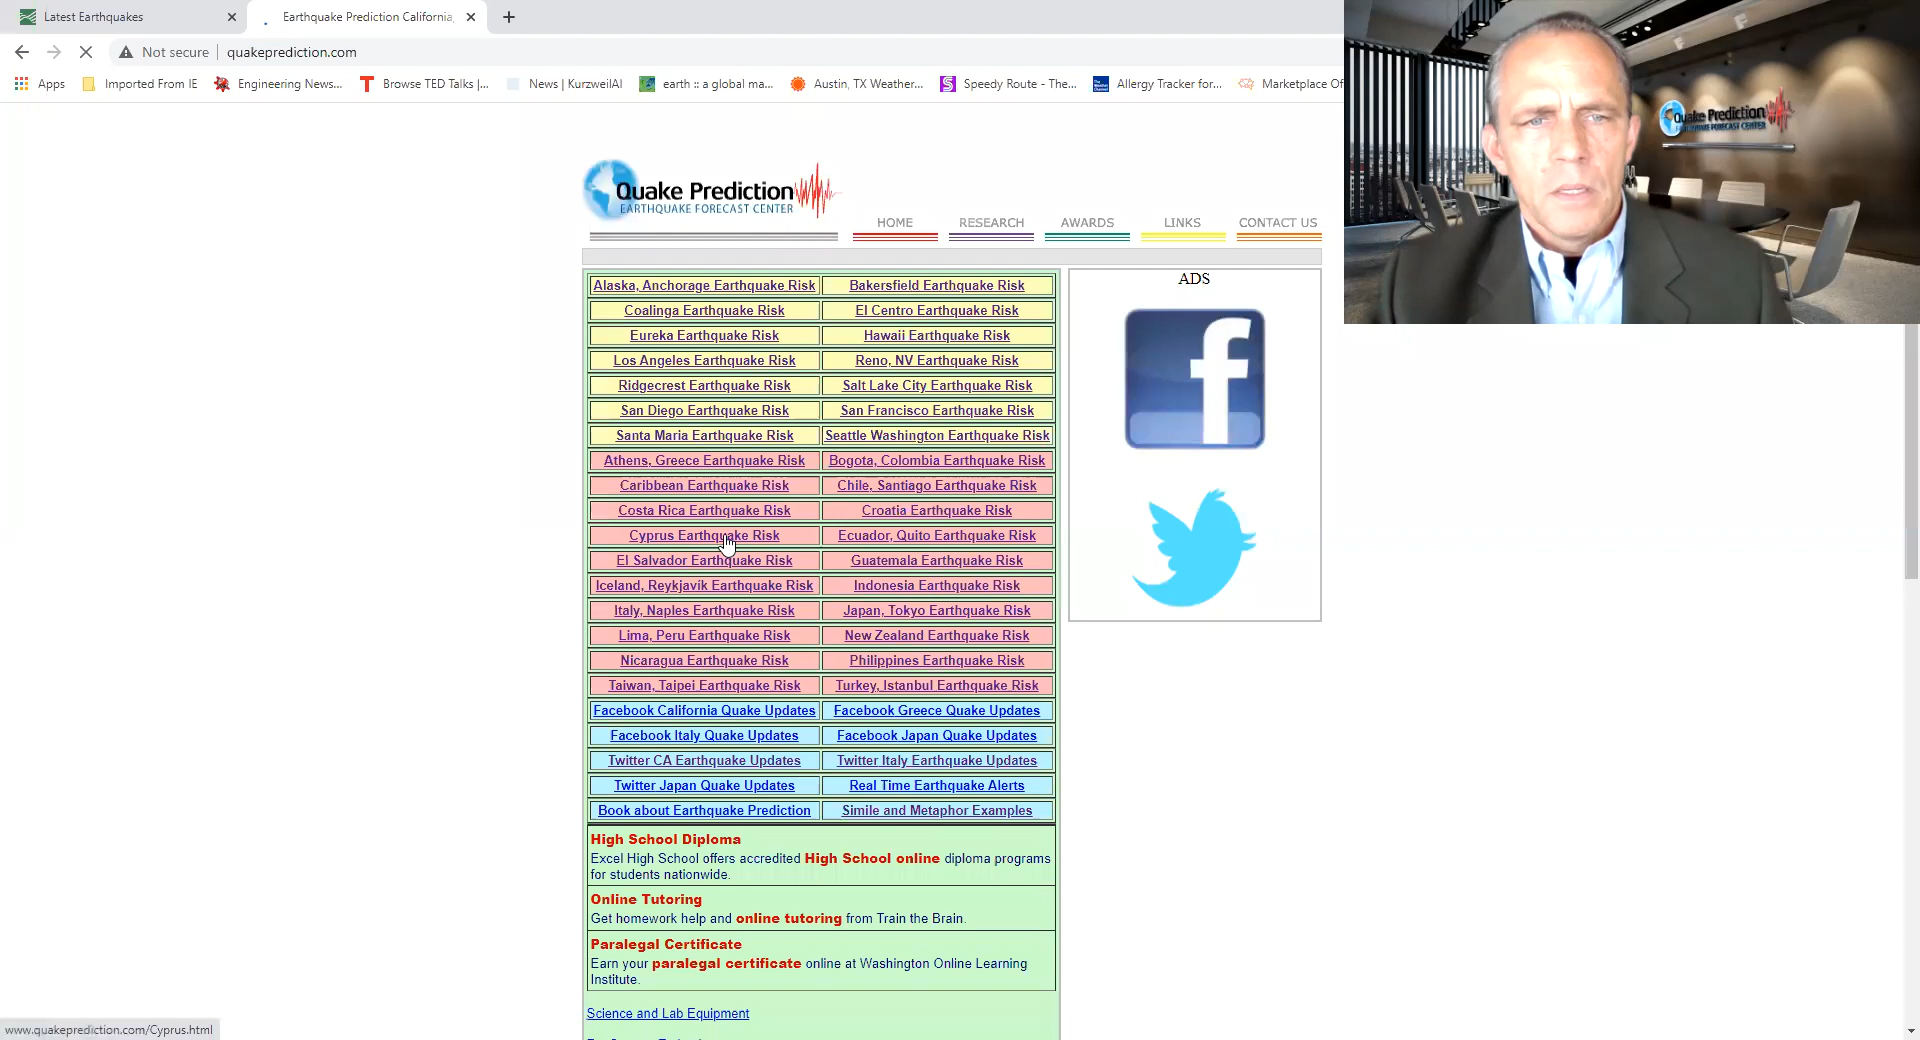 Latest Earthquakes
Earthquake Prediction California,
Not secure
quakeprediction.com
Apps
Imported From IE
Engineering News...
Browse TED Talks |...
News | KurzweilAI
earth :: a global ma...
Austin, TX Weather...
Speedy Route - The...
Allergy Tracker for...
Marketplace Of
Quake Prediction
EARTHQUAKE FORECAST CENTER
Quake Prediction
EARTHQUAKE FORECAST CENTER
HOME
RESEARCH
AWARDS
LINKS
CONTACT US
Alaska, Anchorage Earthquake Risk
Bakersfield Earthquake Risk
Coalinga Earthquake Risk
El Centro Earthquake Risk
Eureka Earthquake Risk
Hawaii Earthquake Risk
Los Angeles Earthquake Risk
Reno, NV Earthquake Risk
Ridgecrest Earthquake Risk
Salt Lake City Earthquake Risk
San Diego Earthquake Risk
San Francisco Earthquake Risk
Santa Maria Earthquake Risk
Seattle Washington Earthquake Risk
Athens, Greece Earthquake Risk
Bogota, Colombia Earthquake Risk
Caribbean Earthquake Risk
Chile, Santiago Earthquake Risk
Costa Rica Earthquake Risk
Croatia Earthquake Risk
Cyprus Earthquake Risk
Ecuador, Quito Earthquake Risk
El Salvador Earthquake Risk
Guatemala Earthquake Risk
Iceland, Reykjavík Earthquake Risk
Indonesia Earthquake Risk
Italy, Naples Earthquake Risk
Japan, Tokyo Earthquake Risk
Lima, Peru Earthquake Risk
New Zealand Earthquake Risk
Nicaragua Earthquake Risk
Philippines Earthquake Risk
Taiwan, Taipei Earthquake Risk
Turkey, Istanbul Earthquake Risk
Facebook California Quake Updates
Facebook Greece Quake Updates
Facebook Italy Quake Updates
Facebook Japan Quake Updates
Twitter CA Earthquake Updates
Twitter Italy Earthquake Updates
Twitter Japan Quake Updates
Real Time Earthquake Alerts
Book about Earthquake Prediction
Simile and Metaphor Examples
ADS
f
High School Diploma
Excel High School offers accredited High School online diploma programs
for students nationwide.
Online Tutoring
Get homework help and online tutoring from Train the Brain.
Paralegal Certificate
Earn your paralegal certificate online at Washington Online Learning
Institute.
Science and Lab Equipment
www.quakeprediction.com/Cyprus.html